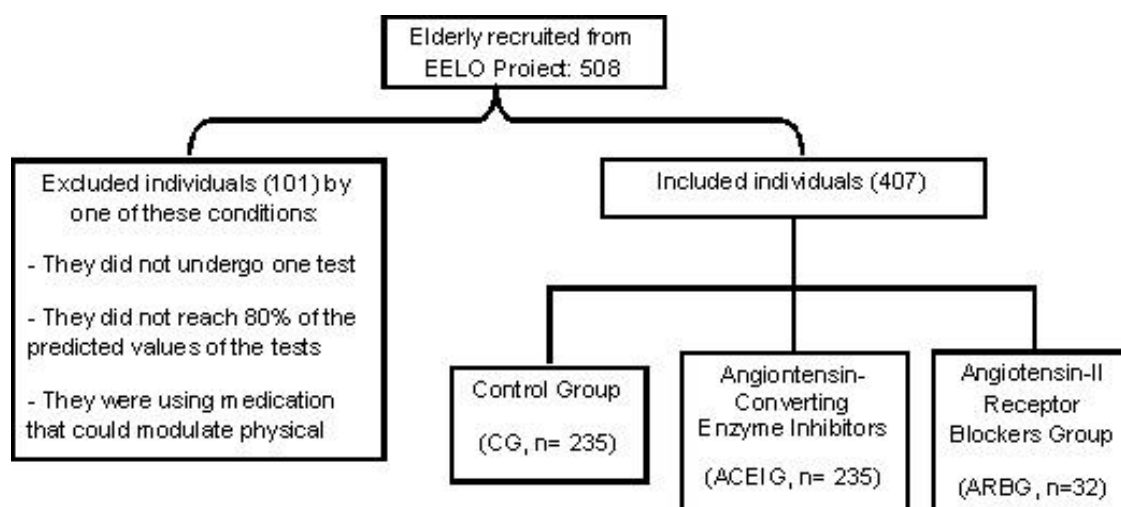 Elderly recruited from
EELO Project: 508
Excluded individuals (101) by
one of these conditions:
- They did not undergo one test
- They did not reach 80% of the
predicted values of the tests
- They were using medication
that could modulate physical
Included individuals (407)
Control Group
(CG, n= 235)
Angiontensin-
Converting
Enzyme Inhibitors
(ACEIG, n= 235)
Angiotensin-II
Receptor
Blockers Group
(ARBG, n=32)